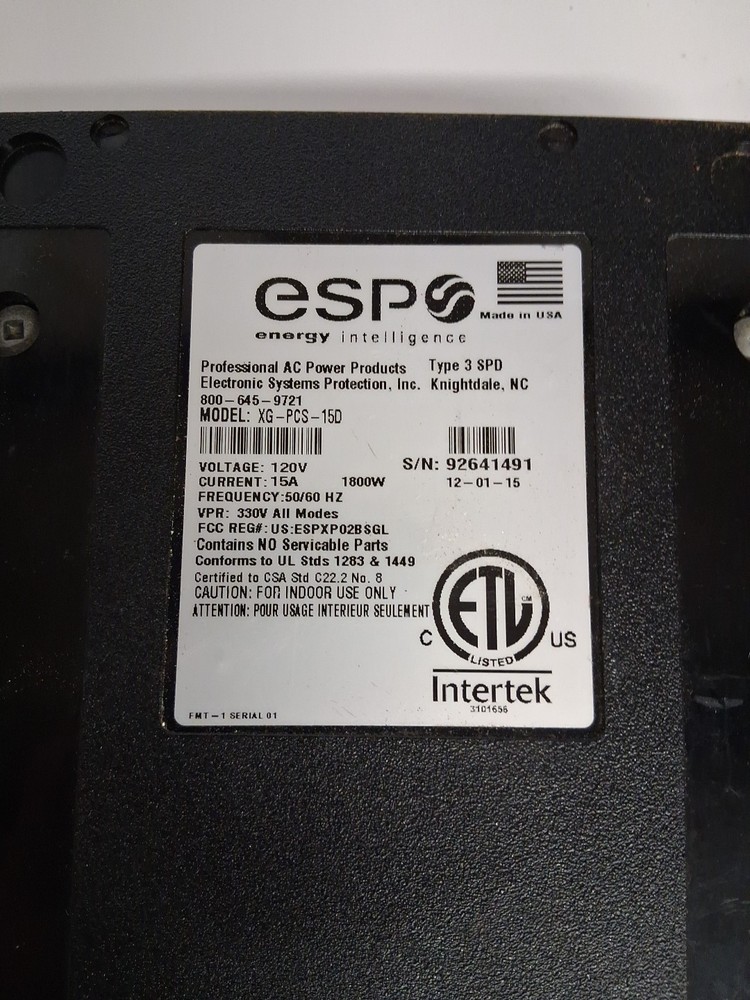 esp
Made in USA
energy intelligence
Professional AC Power Products Type 3 SPD
Electronic Systems Protection, Inc. Knightdale, NC
800-645-9721
MODEL: XG-PCS-15D
VOLTAGE: 120V S/N: 92641491
CURRENT: 15A 1800W 12-01-15
FREQUENCY:50/60 HZ
VPR: 330V All Modes
FCC REG#: US:ESPXP02BSGL
Contains NO Servicable Parts
Conforms to UL Stds 1283 & 1449
Certified to CSA Std C22.2 No. 8
CAUTION: FOR INDOOR USE ONLY
ATTENTION: POUR USAGE INTERIEUR SEULEMENT
ETL CM
C US
LISTED
Intertek
3101656
FMT-1 SERIAL 01